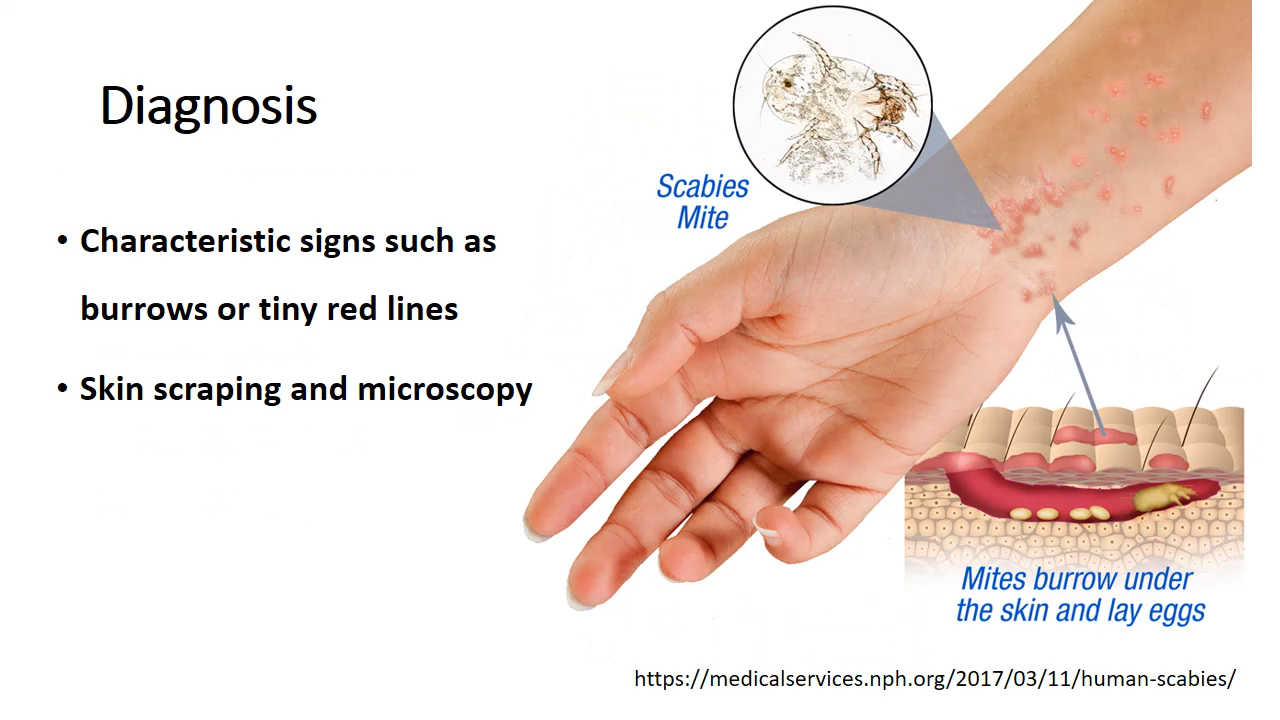 Diagnosis
• Characteristic signs such as
burrows or tiny red lines
• Skin scraping and microscopy
Scabies
Mite
Mites burrow under
the skin and lay eggs
https://medicalservices.nph.org/2017/03/11/human-scabies/